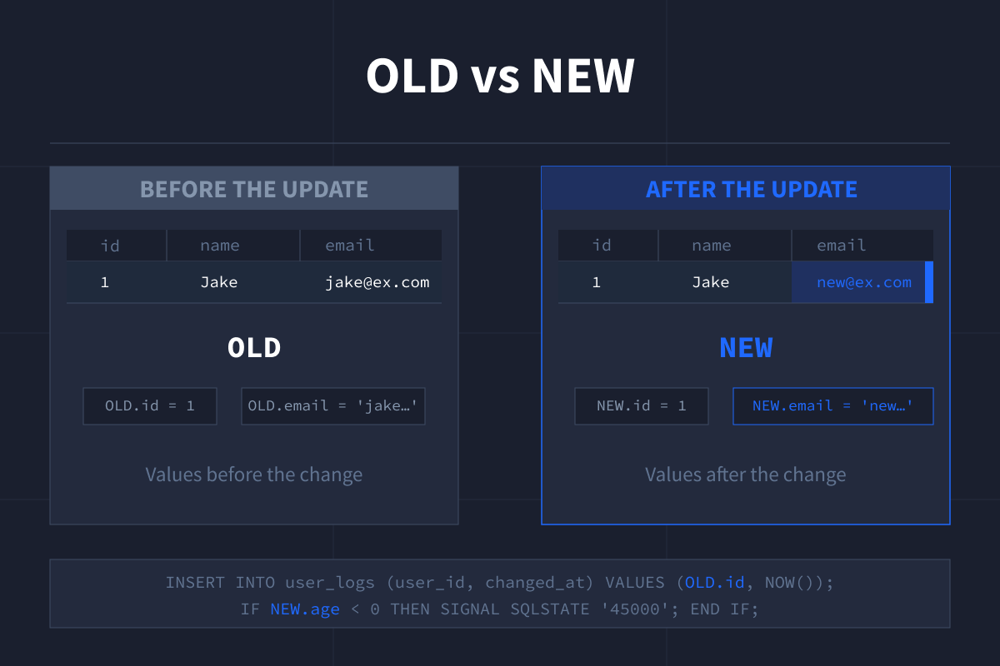 OLD vs NEW
BEFORE THE UPDATE
id name email
1 Jake jake@ex.com
OLD
OLD.id = 1 OLD.email = 'jake…'
Values before the change
AFTER THE UPDATE
id name email
1 Jake new@ex.com
NEW
NEW.id = 1 NEW.email = 'new…'
Values after the change
INSERT INTO user_logs (user_id, changed_at) VALUES (OLD.id, NOW());
IF NEW.age < 0 THEN SIGNAL SQLSTATE '45000'; END IF;